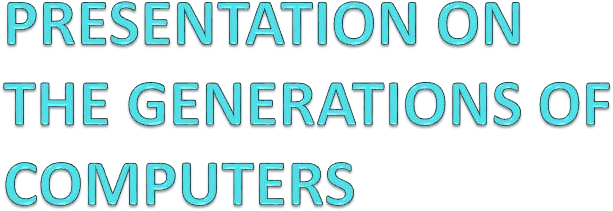 PRESENTATION ON
THE GENERATIONS OF
COMPUTERS